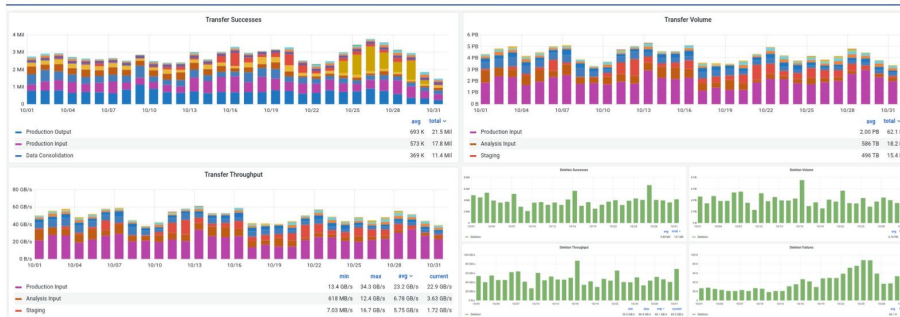 Transfer Successes
4 Mil
3 Mil
2 Mil
1 Mil
0
10/01 10/04 10/07 10/10 10/13 10/16 10/19 10/22 10/25 10/28 10/31
avg total
Production Output 693 K 21.5 Mil
Production Input 573 K 17.8 Mil
Data Consolidation 369 K 11.4 Mil
Transfer Volume
6 PB
5 PB
4 PB
3 PB
2 PB
1 PB
0 B
10/01 10/04 10/07 10/10 10/13 10/16 10/19 10/22 10/25 10/28 10/31
avg total
Production Input 2.00 PB 62.1
Analysis Input 586 TB 18.2
Staging 496 TB 15.4
Transfer Throughput
80 GB/s
60 GB/s
40 GB/s
20 GB/s
0 B/s
10/01 10/04 10/07 10/10 10/13 10/16 10/19 10/22 10/25 10/28 10/31
min max avg current
Production Input 13.4 GB/s 34.3 GB/s 23.2 GB/s 22.9 GB/s
Analysis Input 618 MB/s 12.4 GB/s 6.78 GB/s 3.63 GB/s
Staging 7.03 MB/s 16.7 GB/s 5.75 GB/s 1.72 GB/s
Deletion Successes
Deletion Volume
Deletion Throughput
Deletion Failures